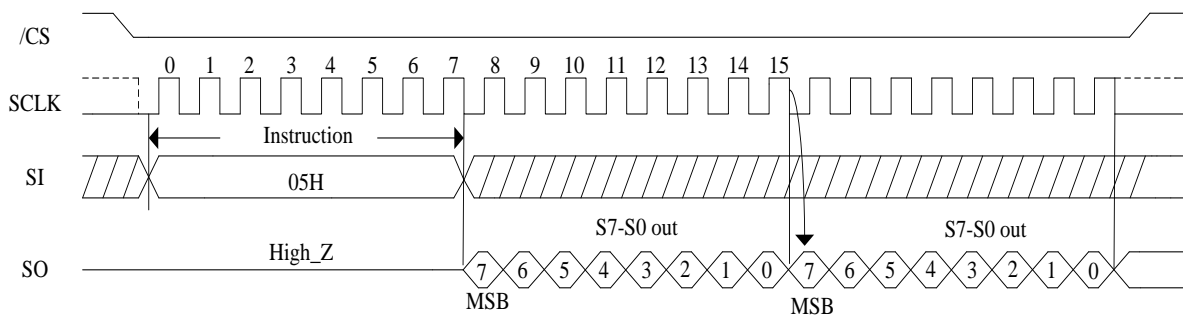 /CS
0 1 2 3 4 5 6 7 8 9 10 11 12 13 14 15
SCLK
Instruction
SI
05H
S7-S0 out S7-S0 out
High_Z
SO
7 6 5 4 3 2 1 0 7 6 5 4 3 2 1 0
MSB MSB